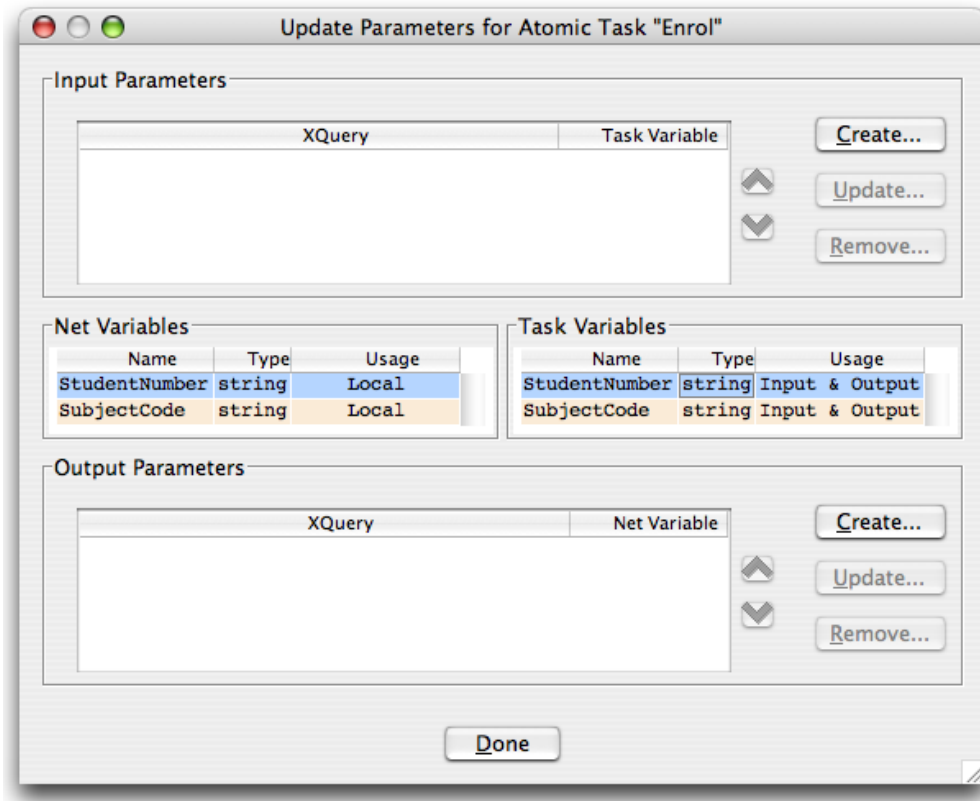 Update Parameters for Atomic Task "Enrol"
Input Parameters
XQuery Task Variable
Create...
Update...
Remove...
Net Variables
Name Type Usage
StudentNumber string Local
SubjectCode string Local
Task Variables
Name Type Usage
StudentNumber string Input & Output
SubjectCode string Input & Output
Output Parameters
XQuery Net Variable
Create...
Update...
Remove...
Done